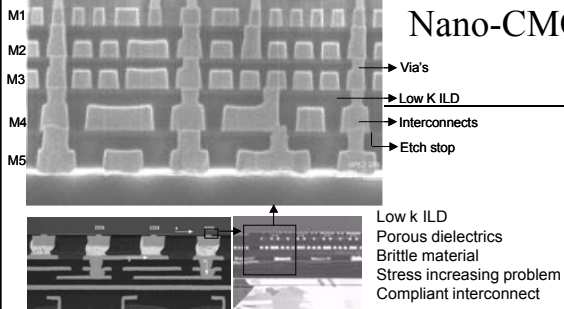 Nano-CM
M1
M2
M3
M4
M5
Via's
Low K ILD
Interconnects
Etch stop
Low k ILD
Porous dielectrics
Brittle material
Stress increasing problem
Compliant interconnect